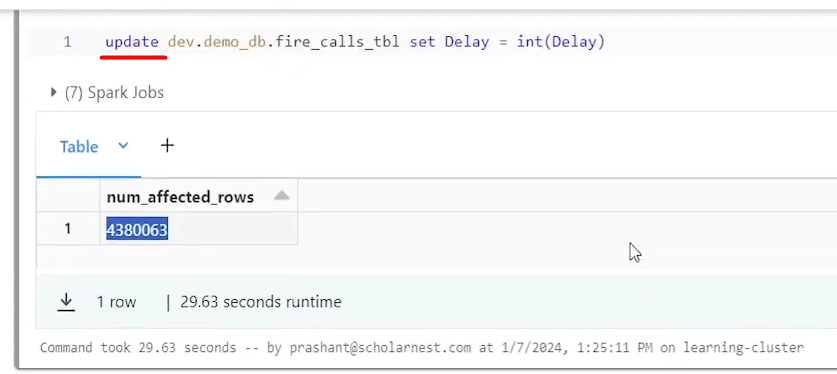 1 update dev.demo_db.fire_calls_tbl set Delay = int(Delay)
(7) Spark Jobs
Table +
num_affected_rows
1 4380063
1 row | 29.63 seconds runtime
Command took 29.63 seconds -- by prashant@scholarnest.com at 1/7/2024, 1:25:11 PM on learning-cluster